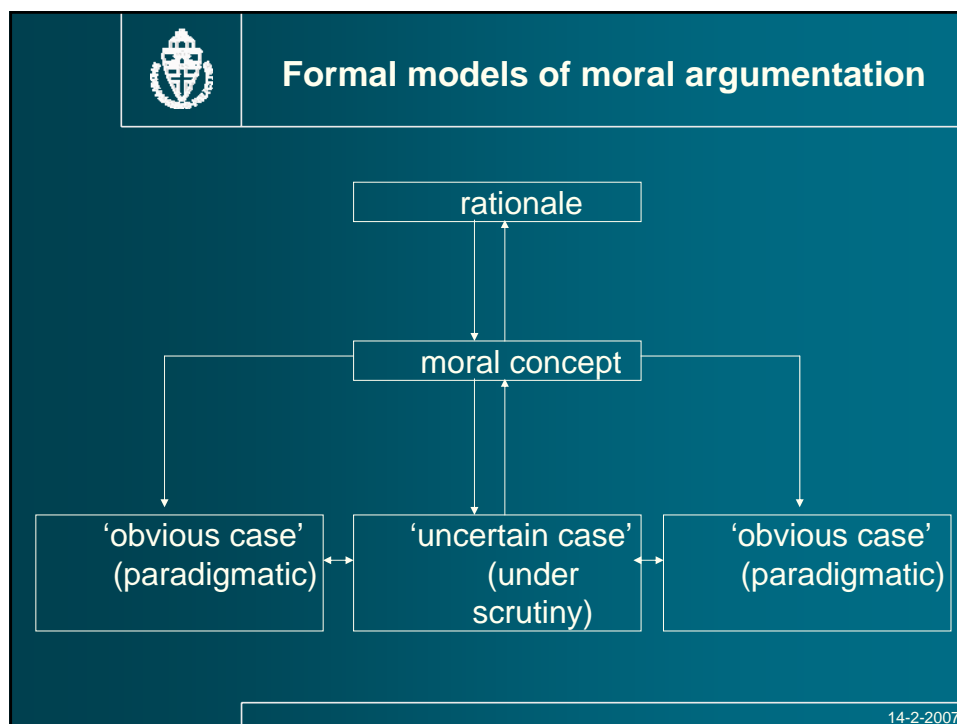 Formal models of moral argumentation
rationale
moral concept
‘obvious case’
(paradigmatic)
‘uncertain case’
(under
scrutiny)
‘obvious case’
(paradigmatic)
14-2-2007